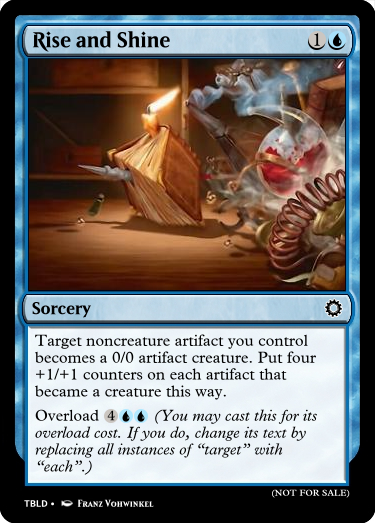 Rise and Shine 1
Sorcery
Target noncreature artifact you control
becomes a 0/0 artifact creature. Put four
+1/+1 counters on each artifact that
became a creature this way.
Overload 4 (You may cast this for its
overload cost. If you do, change its text by
replacing all instances of “target” with
“each”.)
(NOT FOR SALE)
TBLD • Franz Vohwinkel